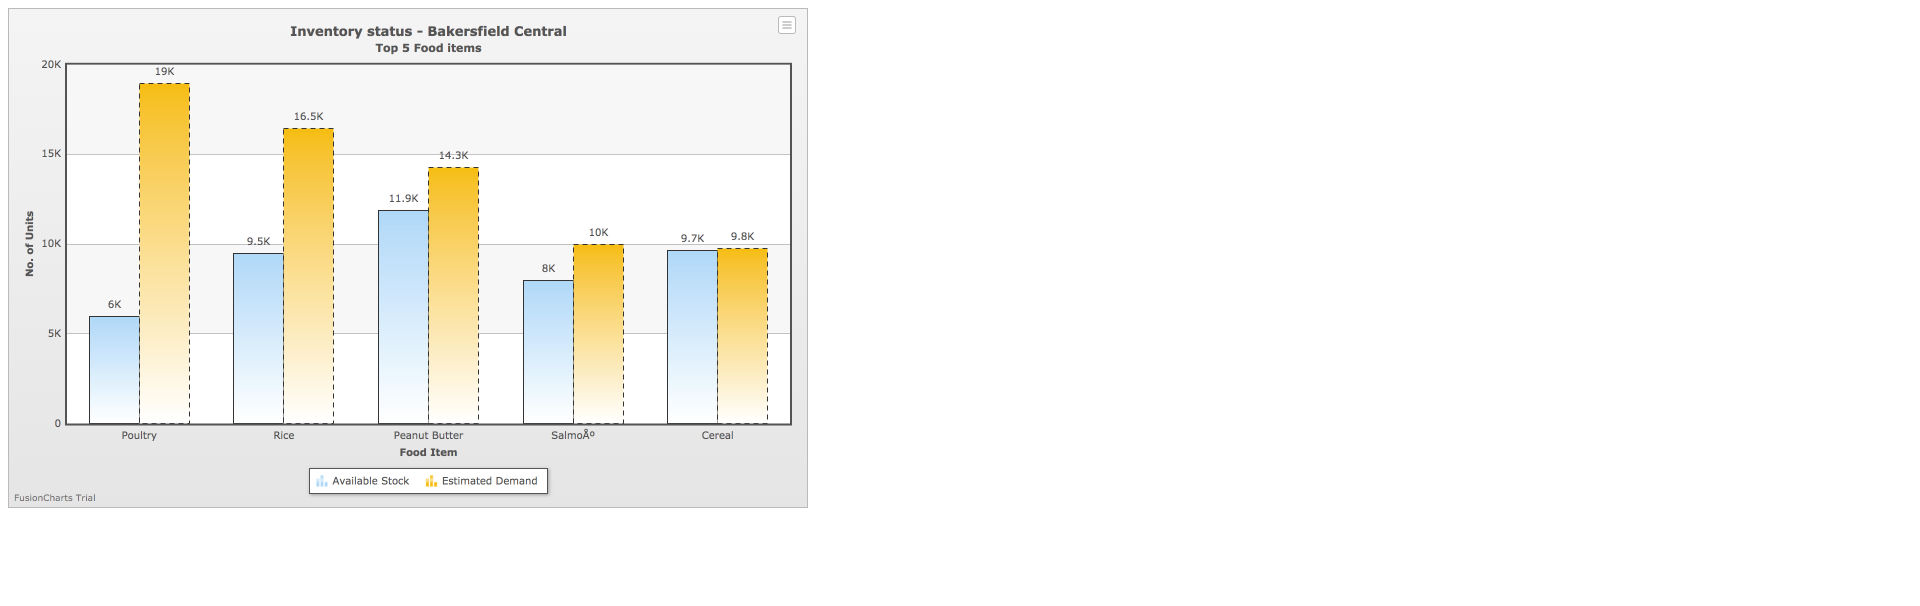 Inventory status - Bakersfield Central
Top 5 Food items
20K
15K
10K
5K
0
No. of Units
6K
19K
9.5K
16.5K
11.9K
14.3K
8K
10K
9.7K
9.8K
Poultry
Rice
Peanut Butter
SalmoÅº
Cereal
Food Item
Available Stock
Estimated Demand
FusionCharts Trial